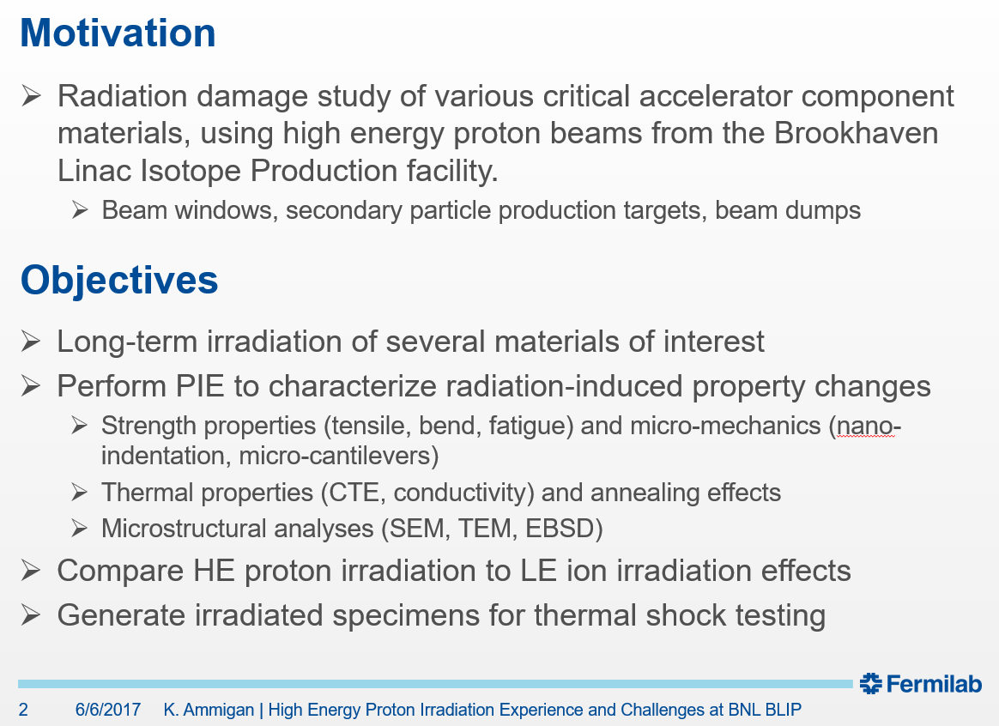 Motivation
Radiation damage study of various critical accelerator component
materials, using high energy proton beams from the Brookhaven
Linac Isotope Production facility.
Beam windows, secondary particle production targets, beam dumps
Objectives
Long-term irradiation of several materials of interest
Perform PIE to characterize radiation-induced property changes
Strength properties (tensile, bend, fatigue) and micro-mechanics (nano-
indentation, micro-cantilevers)
Thermal properties (CTE, conductivity) and annealing effects
Microstructural analyses (SEM, TEM, EBSD)
Compare HE proton irradiation to LE ion irradiation effects
Generate irradiated specimens for thermal shock testing
Fermilab
2 6/6/2017 K. Ammigan | High Energy Proton Irradiation Experience and Challenges at BNL BLIP